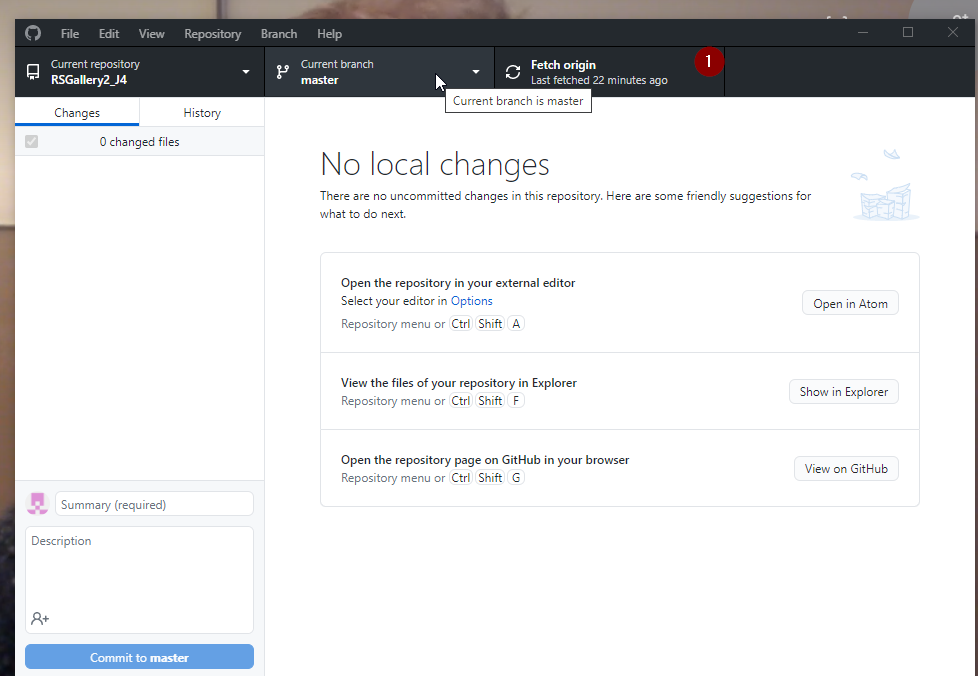 File Edit View Repository Branch Help
Current repository
RSGallery2_J4
Current branch
master
Fetch origin
Last fetched 22 minutes ago
1
Current branch is master
Changes History
0 changed files
No local changes
There are no uncommitted changes in this repository. Here are some friendly suggestions for
what to do next.
Open the repository in your external editor
Select your editor in Options
Repository menu or Ctrl Shift A
Open in Atom
View the files of your repository in Explorer
Repository menu or Ctrl Shift F
Show in Explorer
Open the repository page on GitHub in your browser
Repository menu or Ctrl Shift G
View on GitHub
Summary (required)
Description
Commit to master